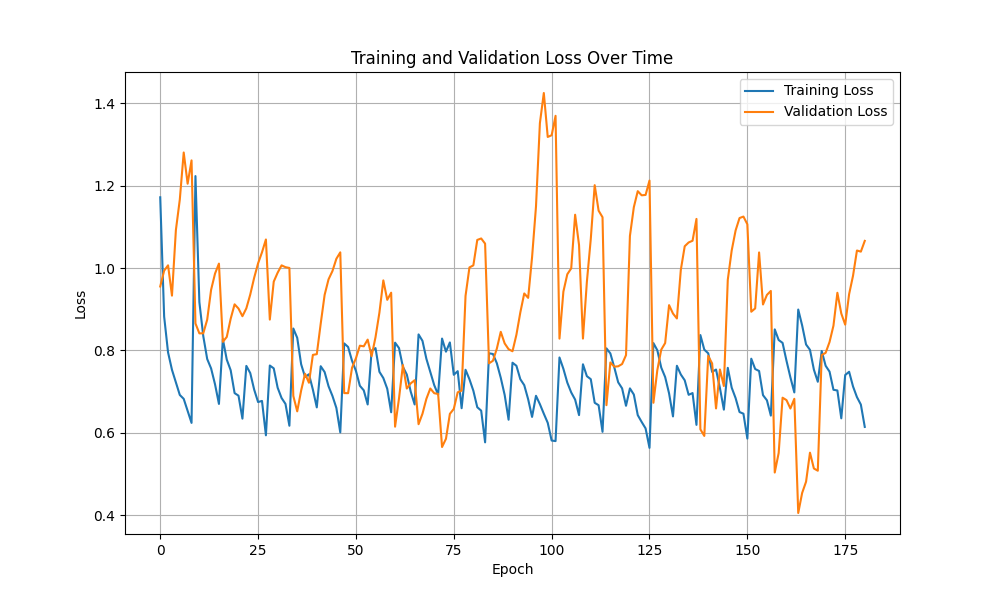 Training and Validation Loss Over Time
Training Loss
Validation Loss
1.4
1.2
1.0
0.8
0.6
0.4
Loss
0 25 50 75 100 125 150 175
Epoch